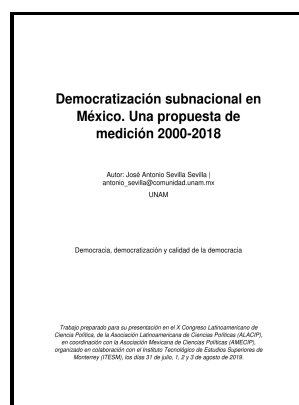 Democratización subnacional en
México. Una propuesta de
medición 2000-2018
Autor: José Antonio Sevilla Sevilla |
antonio_sevilla@comunidad.unam.mx
UNAM
Democracia, democratización y calidad de la democracia
Trabajo preparado para su presentación en el X Congreso Latinoamericano de
Ciencia Política, de la Asociación Latinoamericana de Ciencias Políticas (ALACIP),
en coordinación con la Asociación Mexicana de Ciencias Políticas (AMECIP),
organizado en colaboración con el Instituto Tecnológico de Estudios Superiores de
Monterrey (ITESM), los días 31 de julio, 1, 2 y 3 de agosto de 2019.